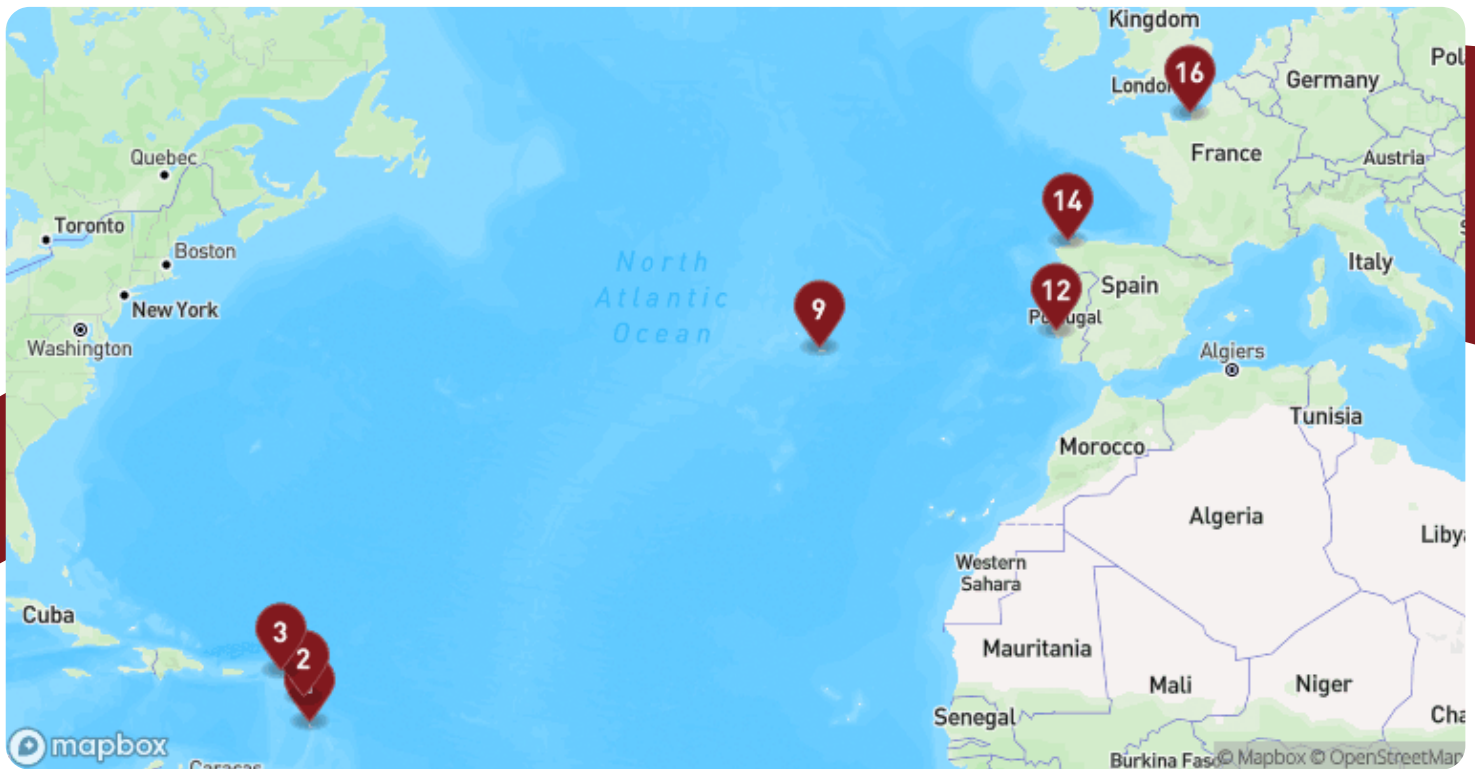 Kingdom
Pol
Germany
16
London
Quebec
France
Austria
14
Toronto
Boston
North
Atlantic
Ocean
Italy
Spain
12
9
New York
Portugal
Washington
Algiers
Tunisia
Morocco
Algeria
Liby
Western
Sahara
Cuba
3
2
Mauritania
Mali
Niger
Senegal
Cha
mapbox
Caracas
Burkina Faso
© Mapbox © OpenStreetMap